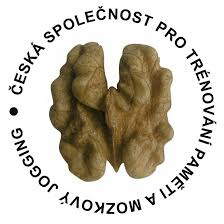 ČESKÁ SPOLEČNOST PRO TRÉNOVÁNÍ PAMĚTI A MOZKOVÝ JOGGING •